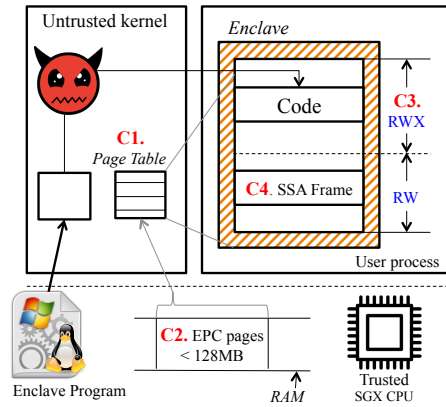 Untrusted kernel
Enclave
Code
C3.
RWX
C1.
Page Table
C4. SSA Frame
RW
User process
C2. EPC pages
< 128MB
Enclave Program
RAM
Trusted
SGX CPU